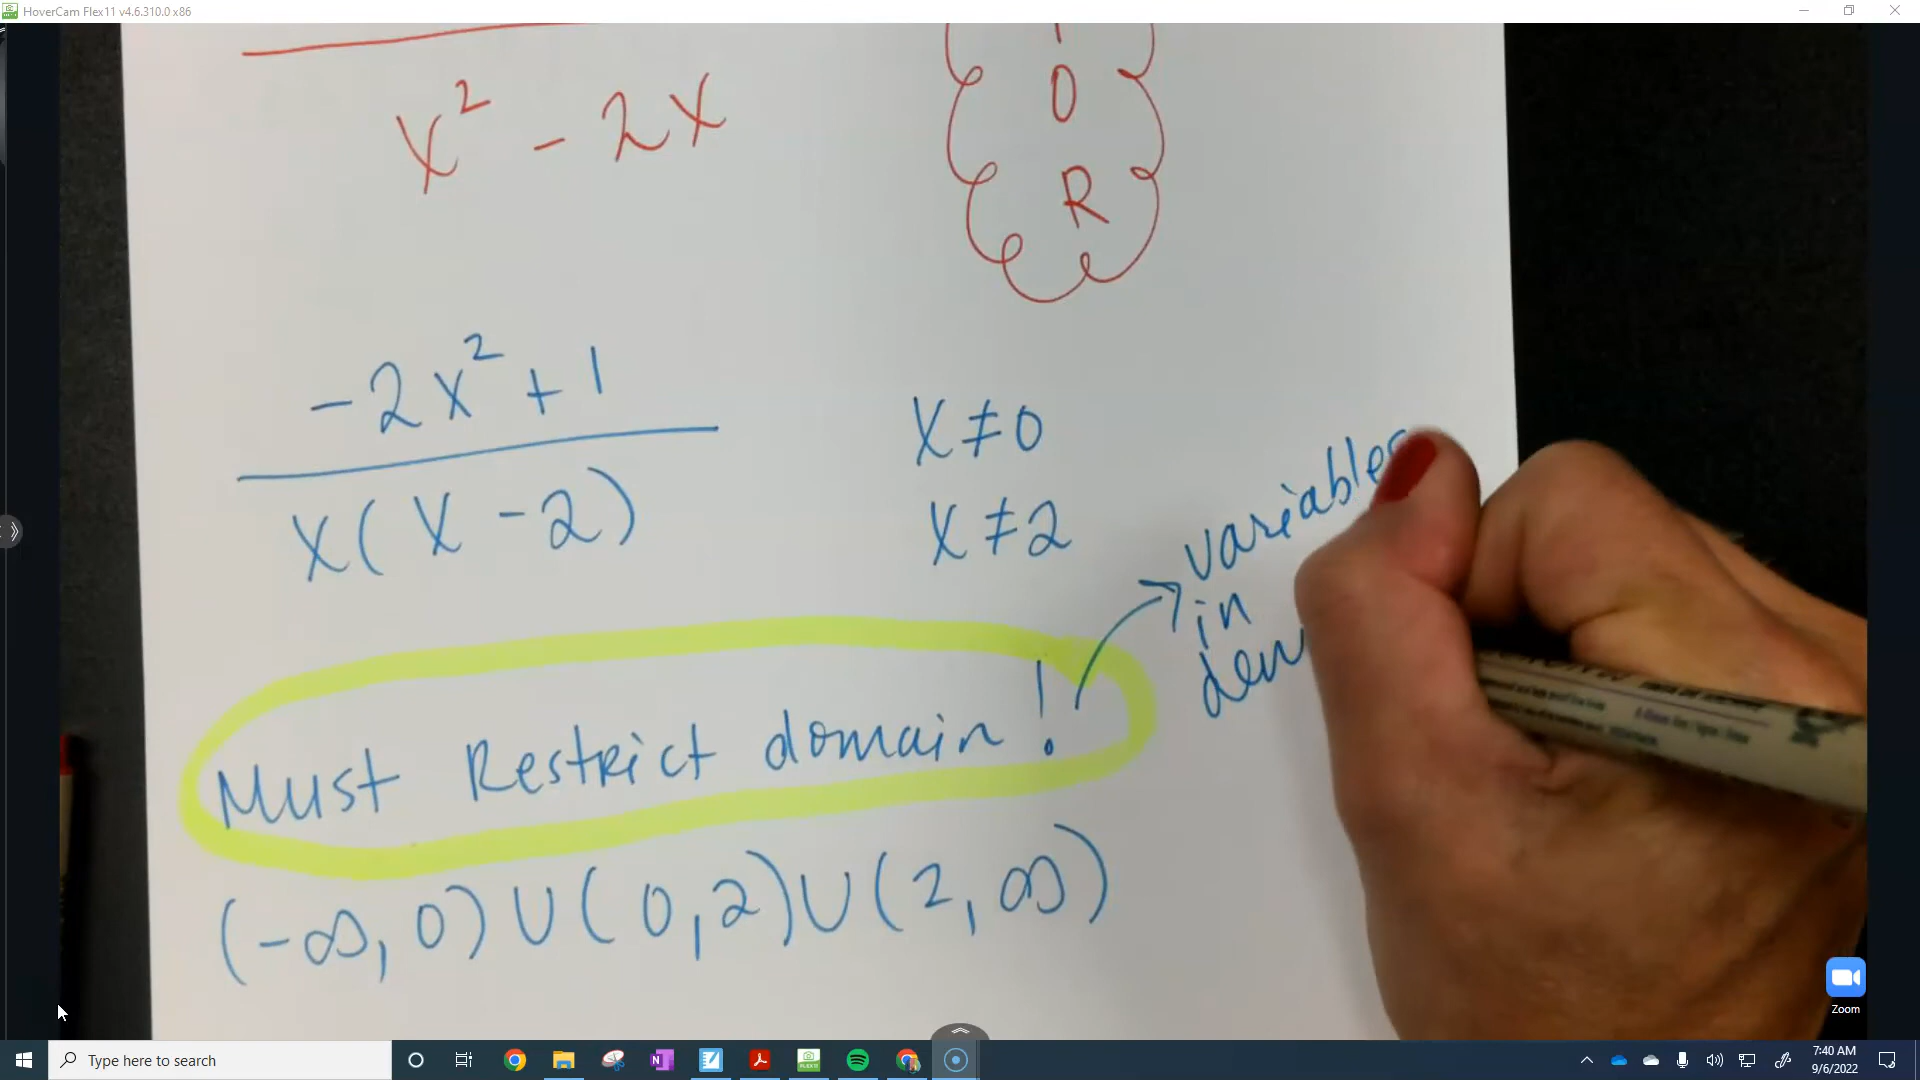 HoverCam Flex11 v4.6.310.0 x86
x² - 2x
O
R
-2x² + 1
x(x - 2)
x ≠ 0
x ≠ 2
variables
in
Must Restrict domain!
(-∞, 0) ∪ (0, 2) ∪ (2, ∞)
Zoom
Type here to search
7:40 AM
9/6/2022